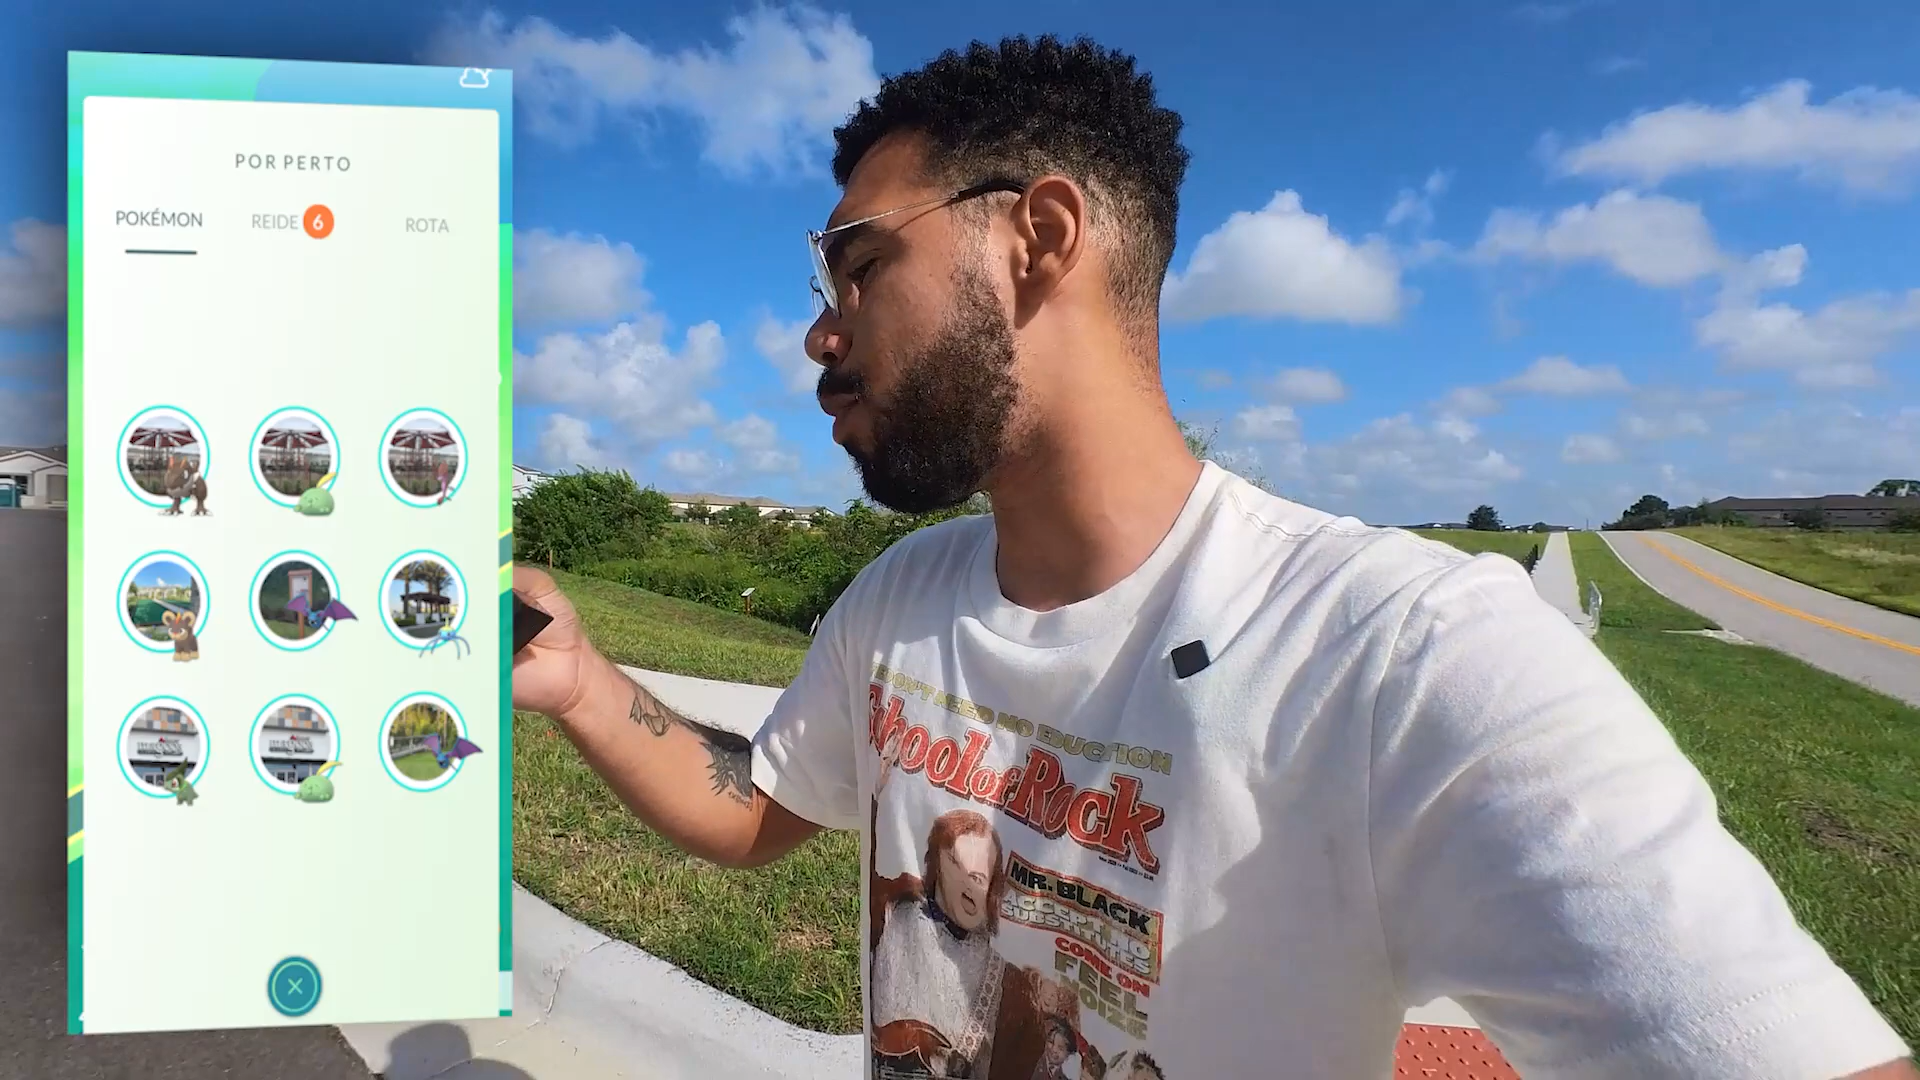 POR PERTO
POKÉMON
REIDE 6
ROTA
DON'T NEED NO EDUCATION
School of Rock
MR. BLACK
ACCEPT NO
SUBSTITUTES
COME ON
FEEL
NOIZE